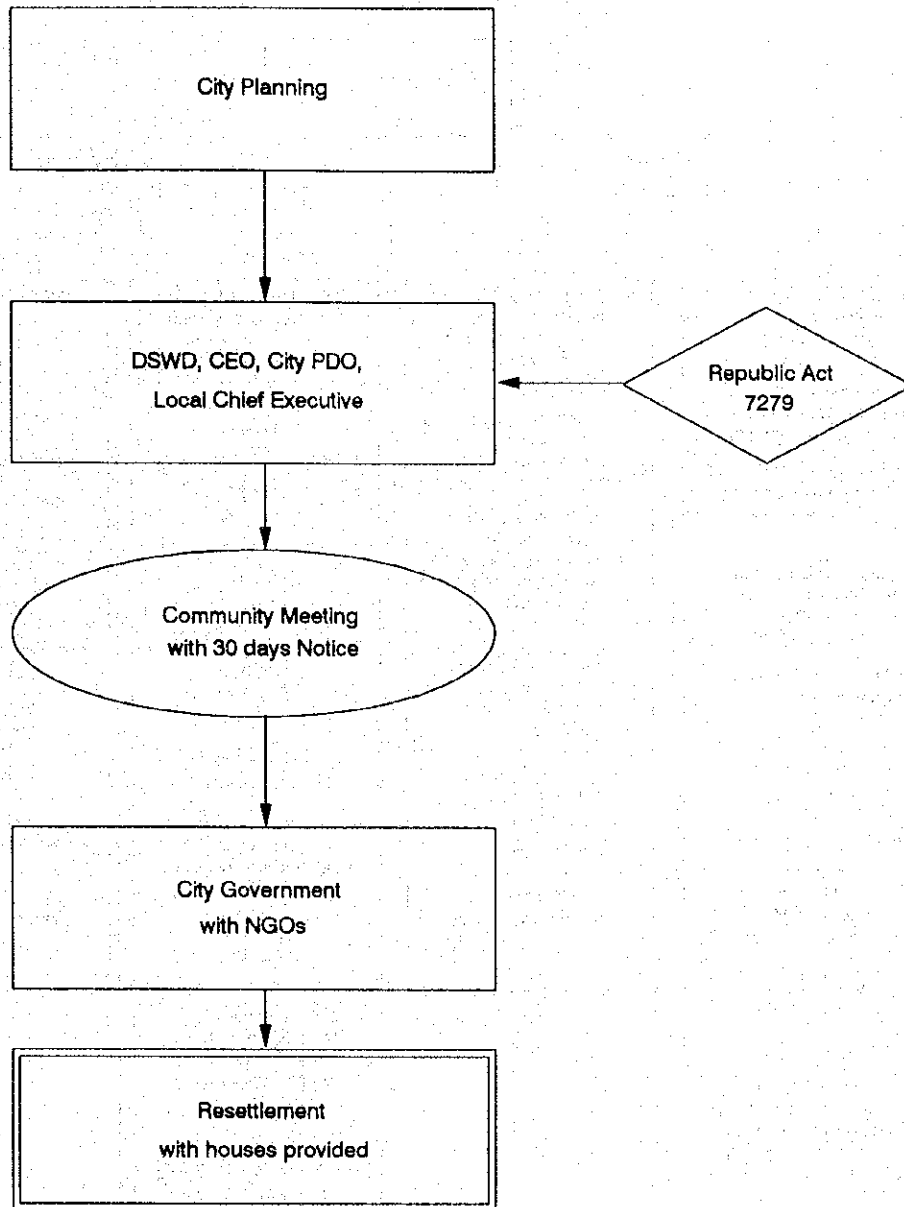 City Planning
DSWD, CEO, City PDO,
Local Chief Executive
Republic Act
7279
Community Meeting
with 30 days Notice
City Government
with NGOs
Resettlement
with houses provided